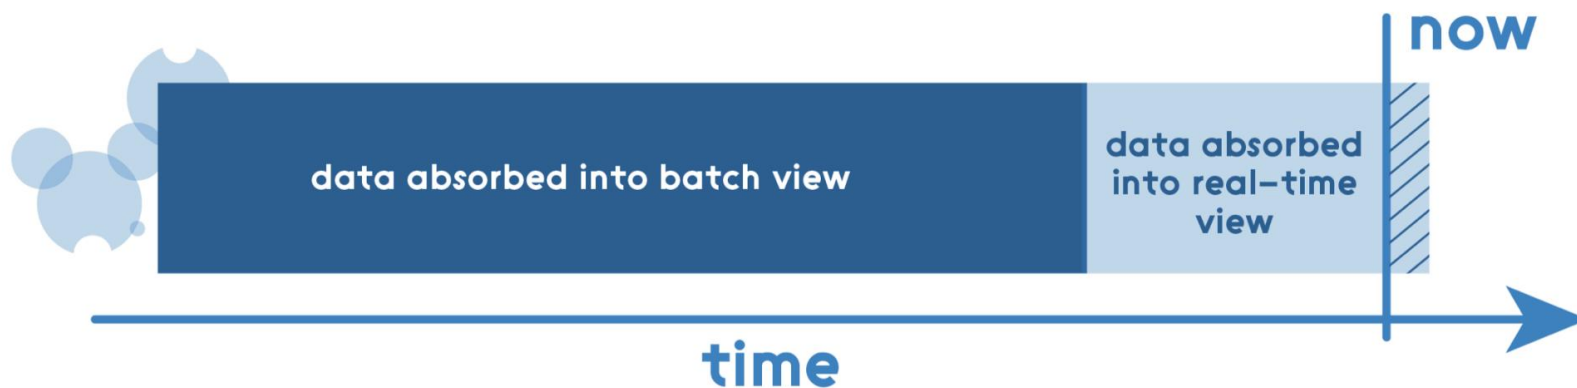 now
data absorbed into batch view
data absorbed
into real-time
view
time